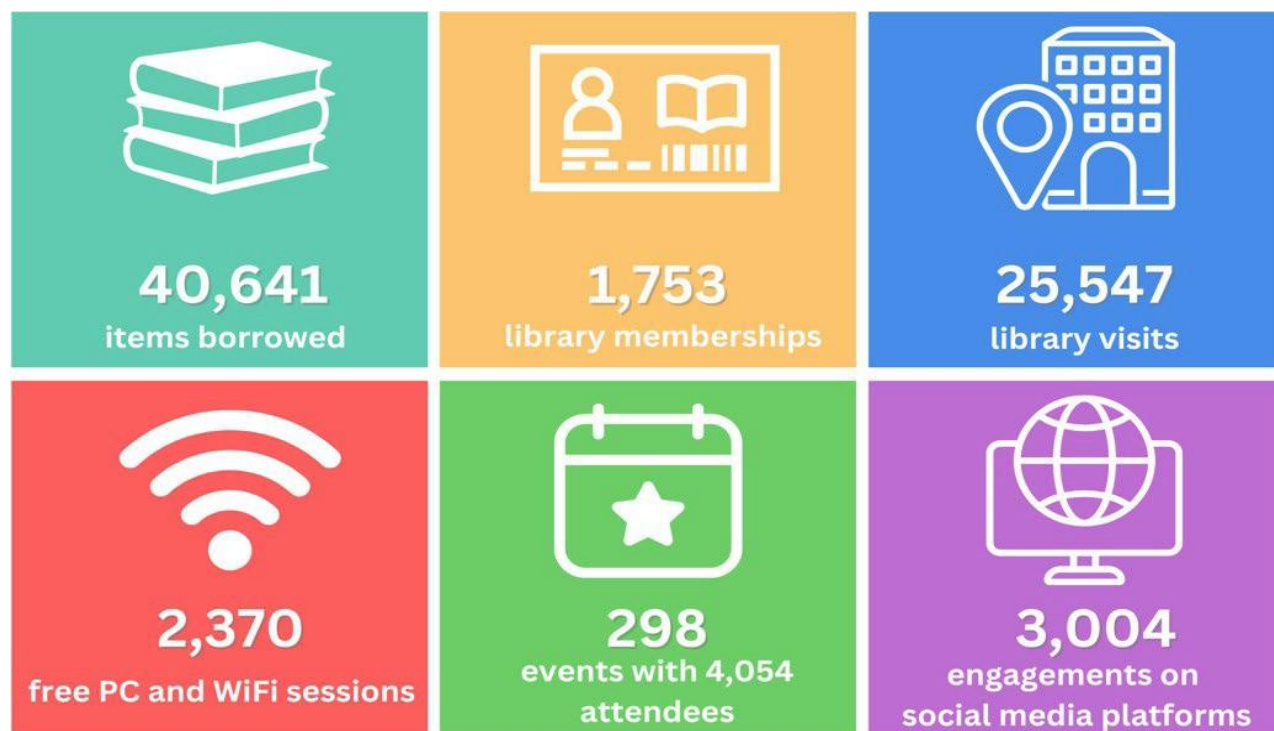 40,641
items borrowed
1,753
library memberships
25,547
library visits
2,370
free PC and WiFi sessions
298
events with 4,054
attendees
3,004
engagements on
social media platforms